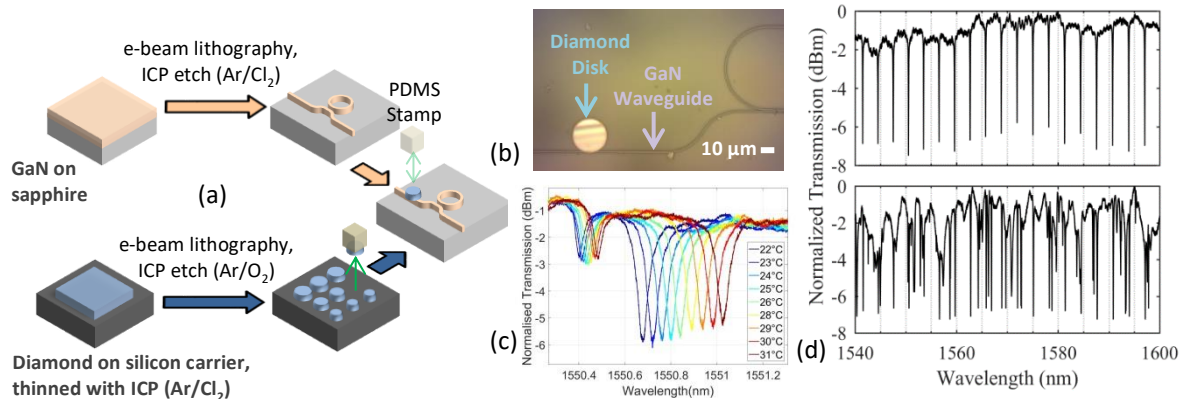 (a)
e-beam lithography,
ICP etch (Ar/Cl₂)
PDMS
Stamp
GaN on
sapphire
e-beam lithography,
ICP etch (Ar/O₂)
Diamond on silicon carrier,
thinned with ICP (Ar/Cl₂)
(b)
Diamond
Disk
GaN
Waveguide
10 µm
(c)
Normalised Transmission (dBm)
-1
-2
-3
-4
-5
-6
22°C
23°C
24°C
25°C
26°C
28°C
29°C
30°C
31°C
1550.4
1550.6
1550.8
1551
1551.2
Wavelength(nm)
(d)
Normalized Transmission (dBm)
0
-2
-4
-6
-8
0
-2
-4
-6
-8
1540
1560
1580
1600
Wavelength (nm)